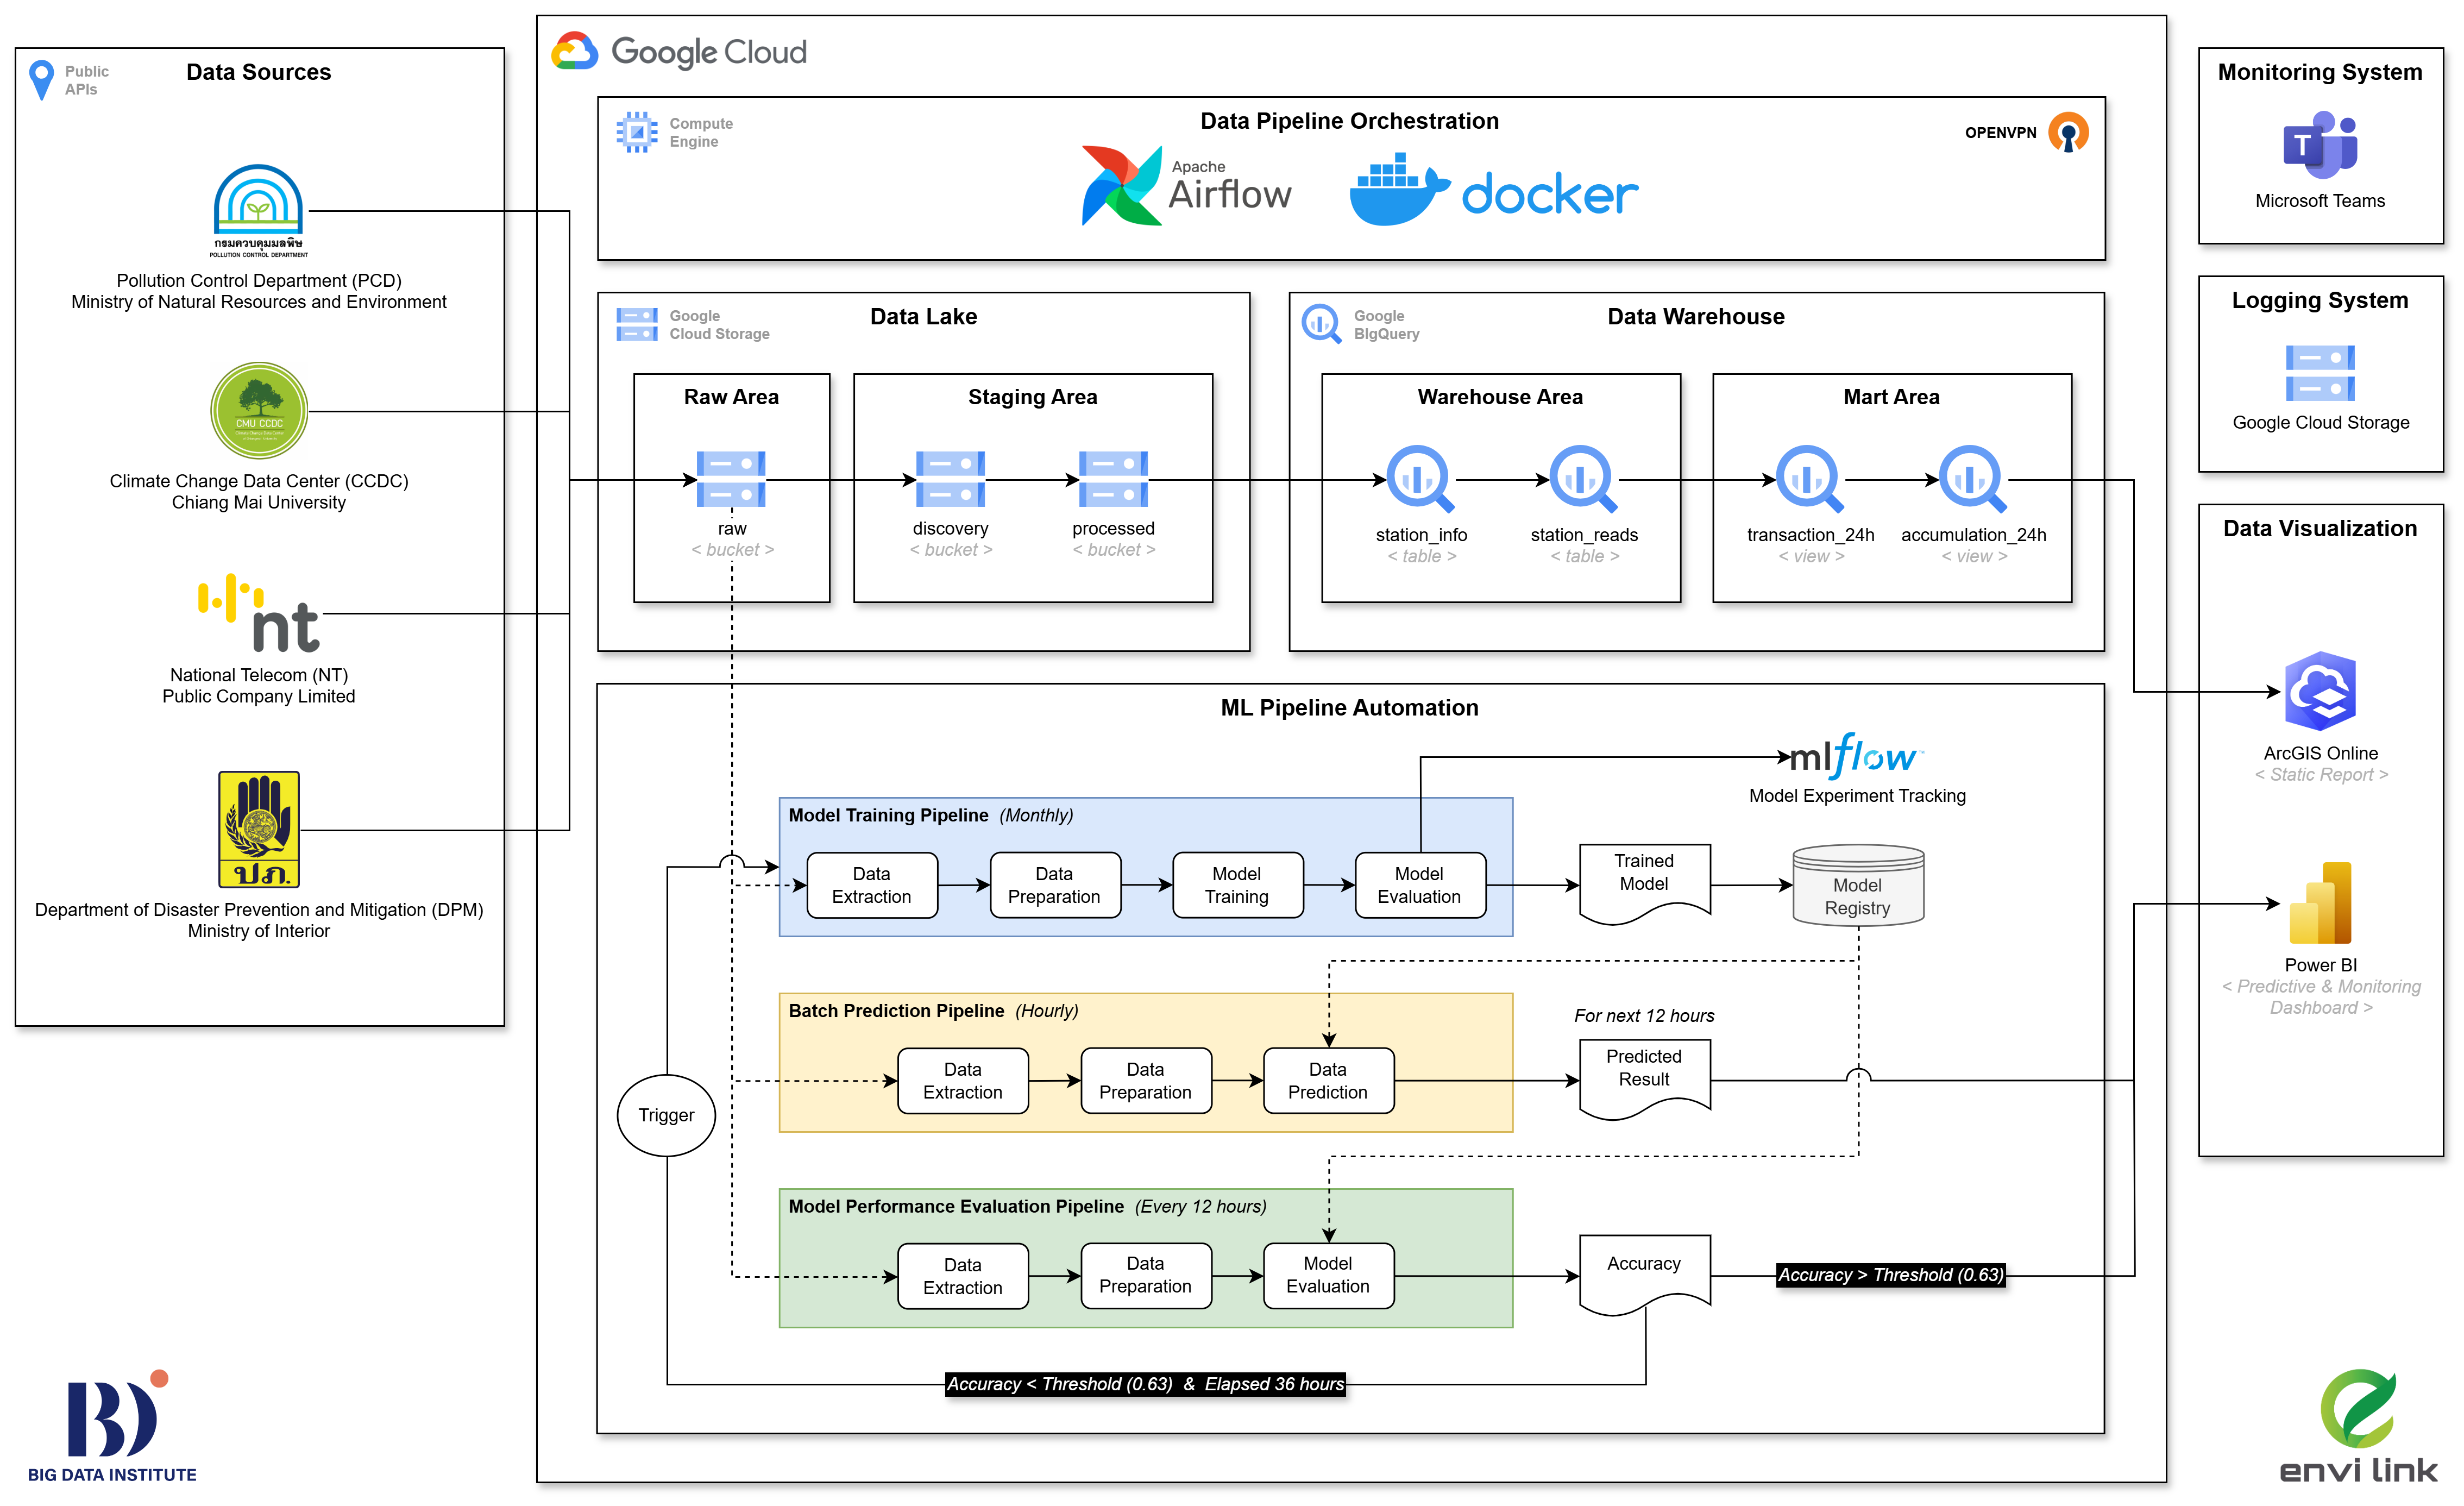 Public
APIs
Data Sources
กรมควบคุมมลพิษ
POLLUTION CONTROL DEPARTMENT
Pollution Control Department (PCD)
Ministry of Natural Resources and Environment
CMU CCDC
Climate Change Data Center (CCDC)
Chiang Mai University
nt
National Telecom (NT)
Public Company Limited
ปภ.
Department of Disaster Prevention and Mitigation (DPM)
Ministry of Interior
BIG DATA INSTITUTE
Google Cloud
Compute
Engine
Data Pipeline Orchestration
Apache
Airflow
docker
OPENVPN
Google
Cloud Storage
Data Lake
Raw Area
raw
< bucket >
Staging Area
discovery
< bucket >
processed
< bucket >
Google
BIgQuery
Data Warehouse
Warehouse Area
station_info
< table >
station_reads
< table >
Mart Area
transaction_24h
< view >
accumulation_24h
< view >
ML Pipeline Automation
mlflow™
Model Experiment Tracking
Model Training Pipeline (Monthly)
Data
Extraction
Data
Preparation
Model
Training
Model
Evaluation
Trained
Model
Model
Registry
Batch Prediction Pipeline (Hourly)
Data
Extraction
Data
Preparation
Data
Prediction
For next 12 hours
Predicted
Result
Trigger
Model Performance Evaluation Pipeline (Every 12 hours)
Data
Extraction
Data
Preparation
Model
Evaluation
Accuracy
Accuracy > Threshold (0.63)
Accuracy < Threshold (0.63) & Elapsed 36 hours
Monitoring System
T
Microsoft Teams
Logging System
Google Cloud Storage
Data Visualization
ArcGIS Online
< Static Report >
Power BI
< Predictive & Monitoring
Dashboard >
envi link